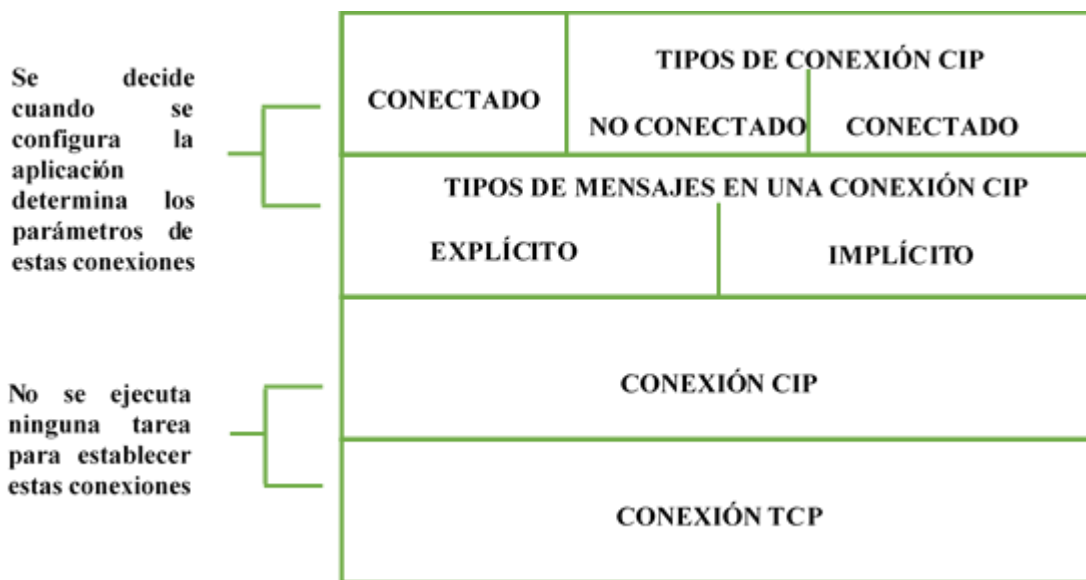 Se decide
cuando se
configura la
aplicación
determina los
parámetros de
estas conexiones
No se ejecuta
ninguna tarea
para establecer
estas conexiones
CONECTADO
TIPOS DE CONEXIÓN CIP
NO CONECTADO
CONECTADO
TIPOS DE MENSAJES EN UNA CONEXIÓN CIP
EXPLÍCITO
IMPLÍCITO
CONEXIÓN CIP
CONEXIÓN TCP